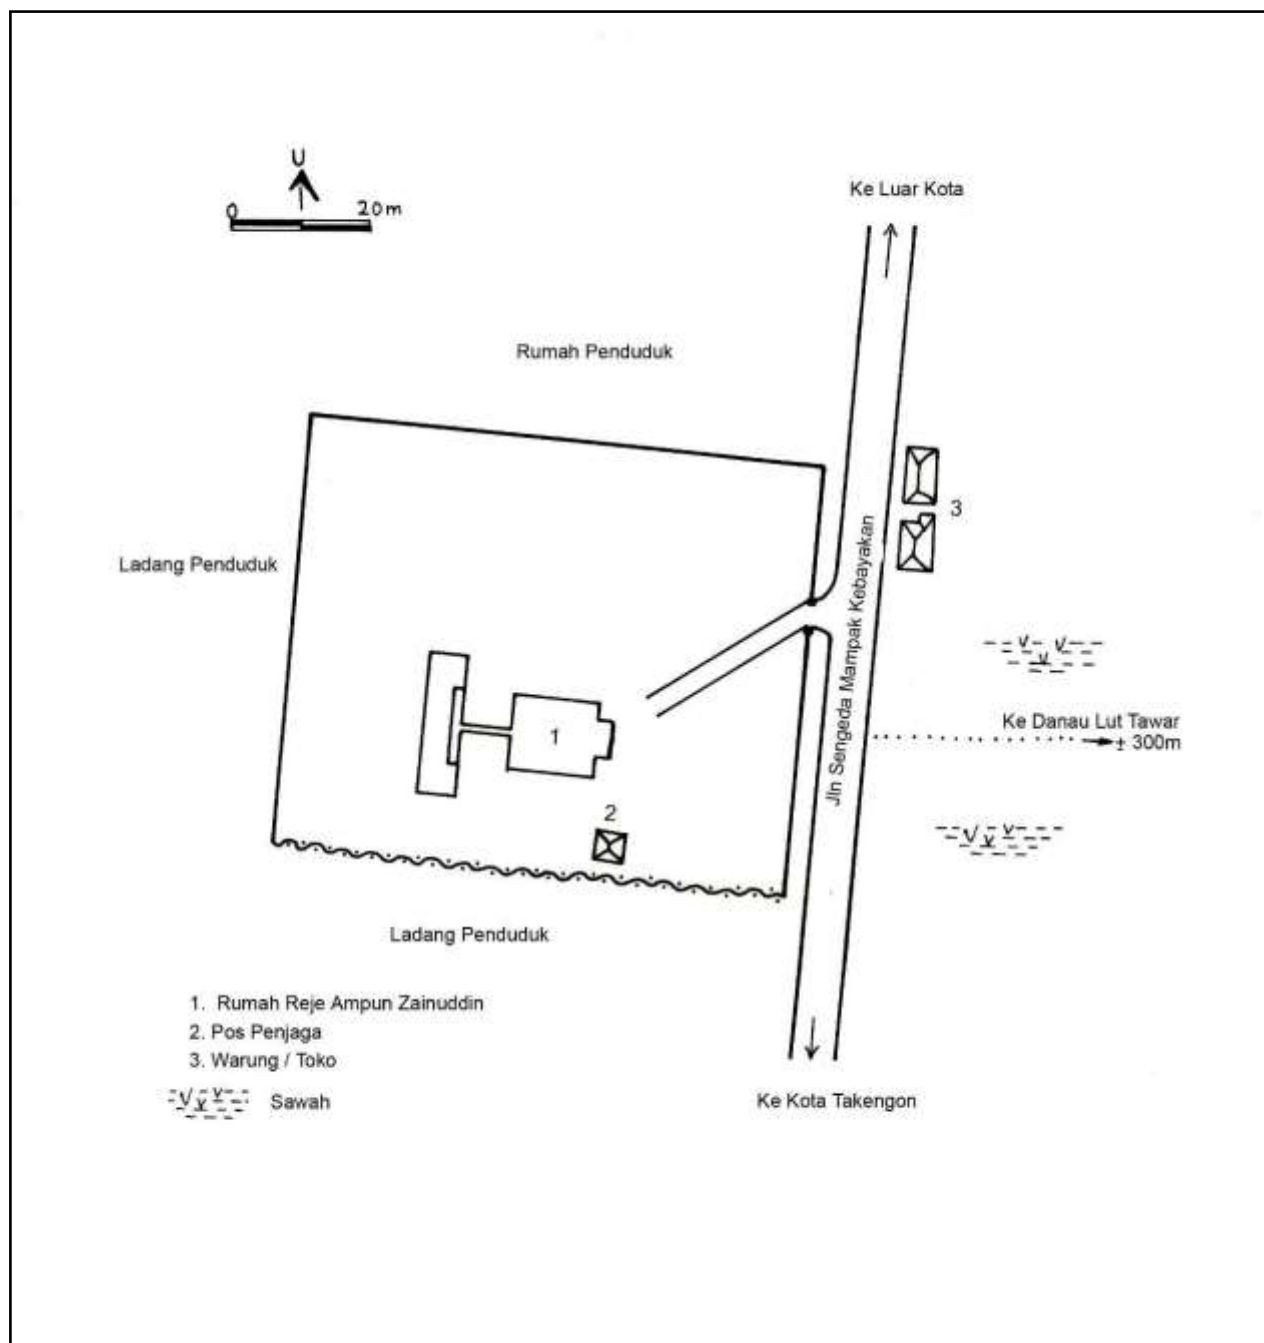 U
0 20m
Ke Luar Kota
Rumah Penduduk
3
Ladang Penduduk
Jln Sengeda Mampak Kebayakan
Ke Danau Lut Tawar
± 300m
1
2
Ladang Penduduk
1. Rumah Reje Ampun Zainuddin
2. Pos Penjaga
3. Warung / Toko
Sawah
Ke Kota Takengon